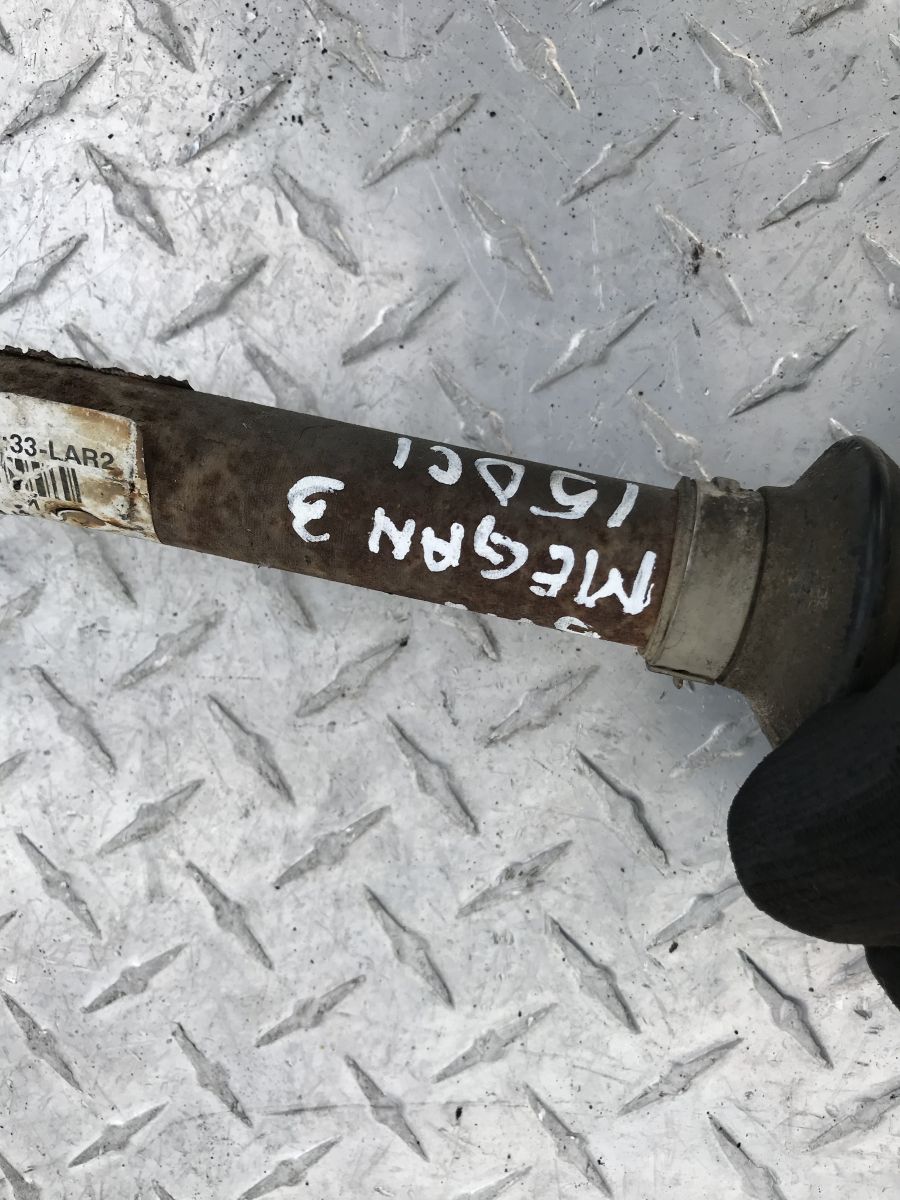 :33-LAR2
MEGAN 3
15DCI